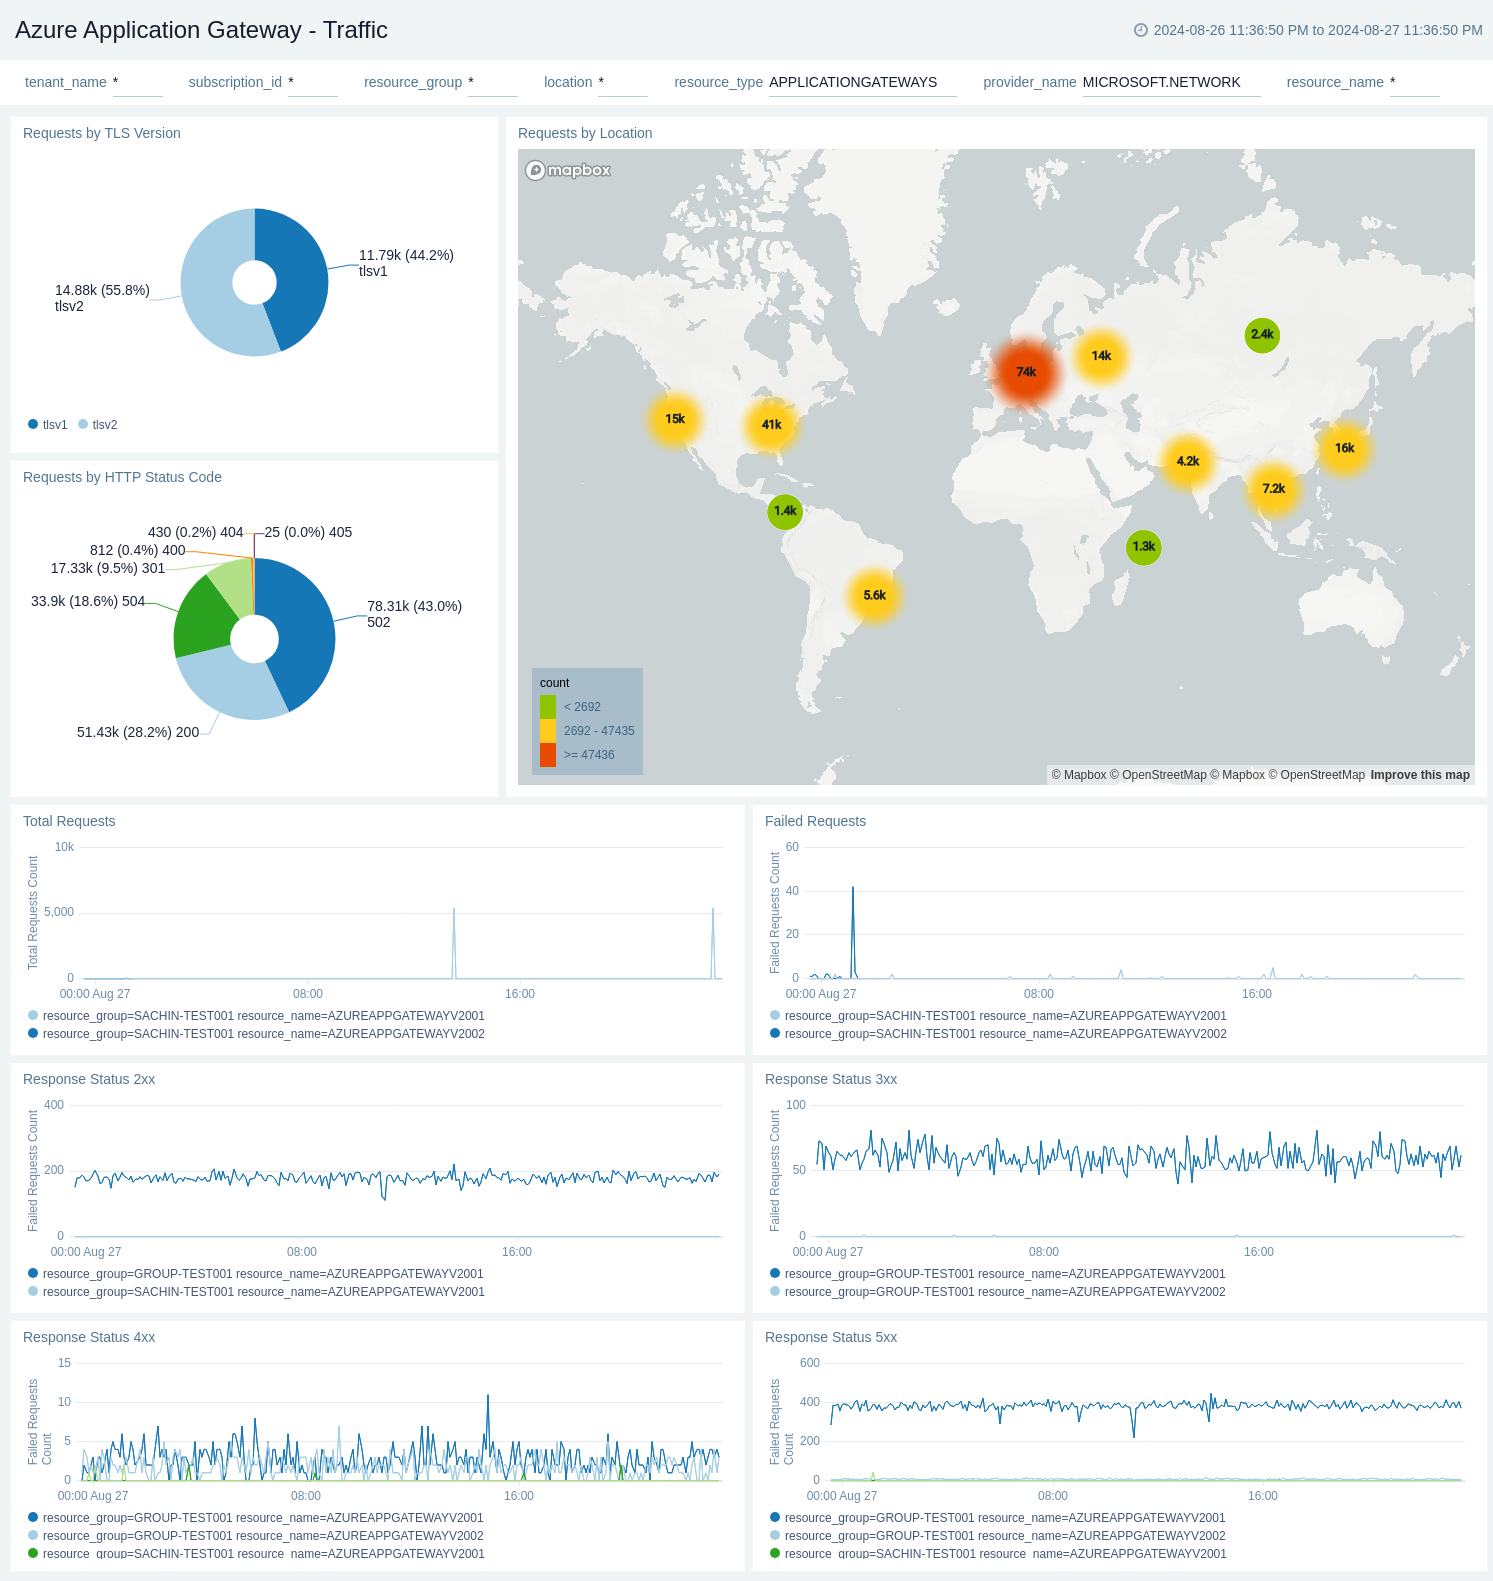 Azure Application Gateway - Traffic
2024-08-26 11:36:50 PM to 2024-08-27 11:36:50 PM
tenant_name * subscription_id * resource_group * location * resource_type APPLICATIONGATEWAYS provider_name MICROSOFT.NETWORK resource_name *
Requests by TLS Version
11.79k (44.2%)
tlsv1
14.88k (55.8%)
tlsv2
tlsv1 tlsv2
Requests by HTTP Status Code
430 (0.2%) 404
25 (0.0%) 405
812 (0.4%) 400
17.33k (9.5%) 301
33.9k (18.6%) 504
78.31k (43.0%)
502
51.43k (28.2%) 200
Requests by Location
mapbox
2.4k
14k
74k
15k
41k
16k
4.2k
7.2k
1.4k
1.3k
5.6k
count
< 2692
2692 - 47435
>= 47436
© Mapbox © OpenStreetMap © Mapbox © OpenStreetMap Improve this map
Total Requests
Total Requests Count
10k
5,000
0
00:00 Aug 27 08:00 16:00
resource_group=SACHIN-TEST001 resource_name=AZUREAPPGATEWAYV2001
resource_group=SACHIN-TEST001 resource_name=AZUREAPPGATEWAYV2002
Failed Requests
Failed Requests Count
60
40
20
0
00:00 Aug 27 08:00 16:00
resource_group=SACHIN-TEST001 resource_name=AZUREAPPGATEWAYV2001
resource_group=SACHIN-TEST001 resource_name=AZUREAPPGATEWAYV2002
Response Status 2xx
Failed Requests Count
400
200
0
00:00 Aug 27 08:00 16:00
resource_group=GROUP-TEST001 resource_name=AZUREAPPGATEWAYV2001
resource_group=SACHIN-TEST001 resource_name=AZUREAPPGATEWAYV2001
Response Status 3xx
Failed Requests Count
100
50
0
00:00 Aug 27 08:00 16:00
resource_group=GROUP-TEST001 resource_name=AZUREAPPGATEWAYV2001
resource_group=GROUP-TEST001 resource_name=AZUREAPPGATEWAYV2002
Response Status 4xx
Failed Requests
Count
15
10
5
0
00:00 Aug 27 08:00 16:00
resource_group=GROUP-TEST001 resource_name=AZUREAPPGATEWAYV2001
resource_group=GROUP-TEST001 resource_name=AZUREAPPGATEWAYV2002
resource_group=SACHIN-TEST001 resource_name=AZUREAPPGATEWAYV2001
Response Status 5xx
Failed Requests
Count
600
400
200
0
00:00 Aug 27 08:00 16:00
resource_group=GROUP-TEST001 resource_name=AZUREAPPGATEWAYV2001
resource_group=GROUP-TEST001 resource_name=AZUREAPPGATEWAYV2002
resource_group=SACHIN-TEST001 resource_name=AZUREAPPGATEWAYV2001